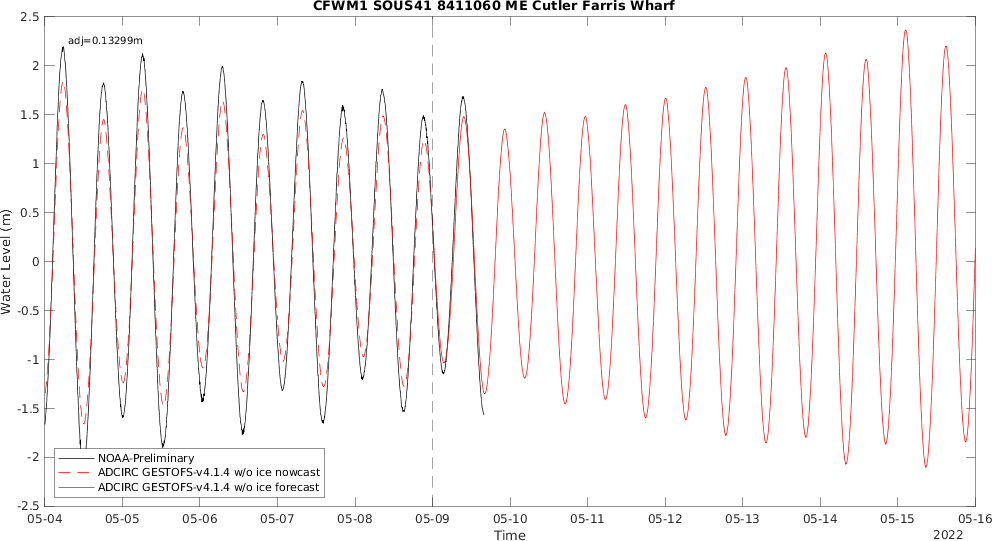 CFWM1 SOUS41 8411060 ME Cutler Farris Wharf
adj=0.13299m
2.5
2
1.5
1
0.5
0
-0.5
-1
-1.5
-2
-2.5
Water Level (m)
NOAA-Preliminary
ADCIRC GESTOFS-v4.1.4 w/o ice nowcast
ADCIRC GESTOFS-v4.1.4 w/o ice forecast
05-04 05-05 05-06 05-07 05-08 05-09 05-10 05-11 05-12 05-13 05-14 05-15 05-16
Time
2022